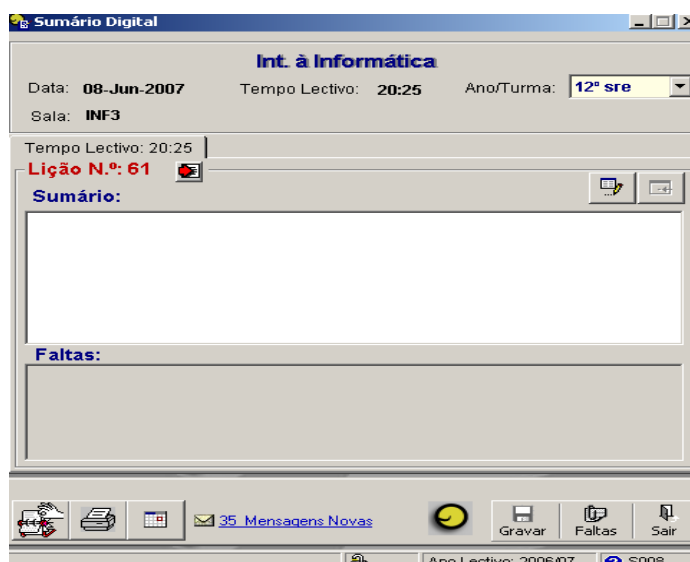 Sumário Digital
Int. à Informática
Data: 08-Jun-2007 Tempo Lectivo: 20:25 Ano/Turma: 12º sre
Sala: INF3
Tempo Lectivo: 20:25
Lição N.º: 61
Sumário:
Faltas:
35 Mensagens Novas
Gravar Faltas Sair
Ano Lectivo: 2006/07 S008